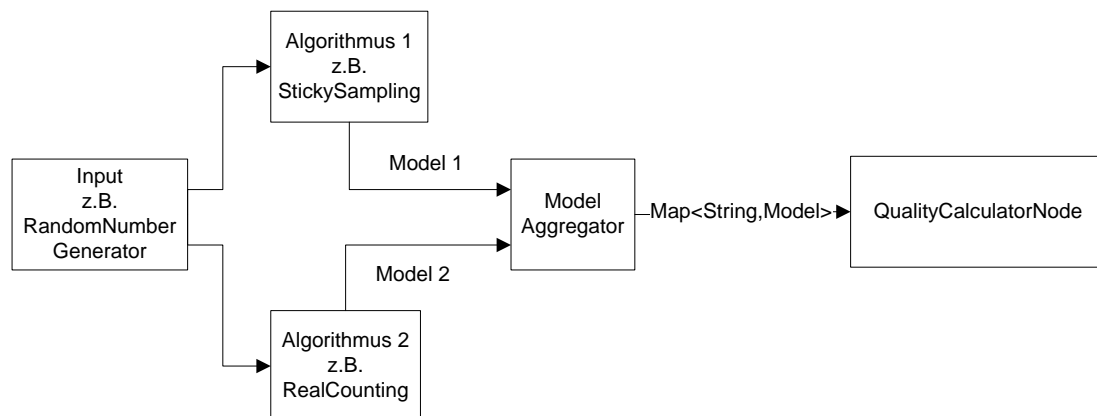 Algorithmus 1
z.B.
StickySampling
Model 1
Input
z.B.
RandomNumber
Generator
Model
Aggregator
Map<String,Model>
QualityCalculatorNode
Model 2
Algorithmus 2
z.B.
RealCounting